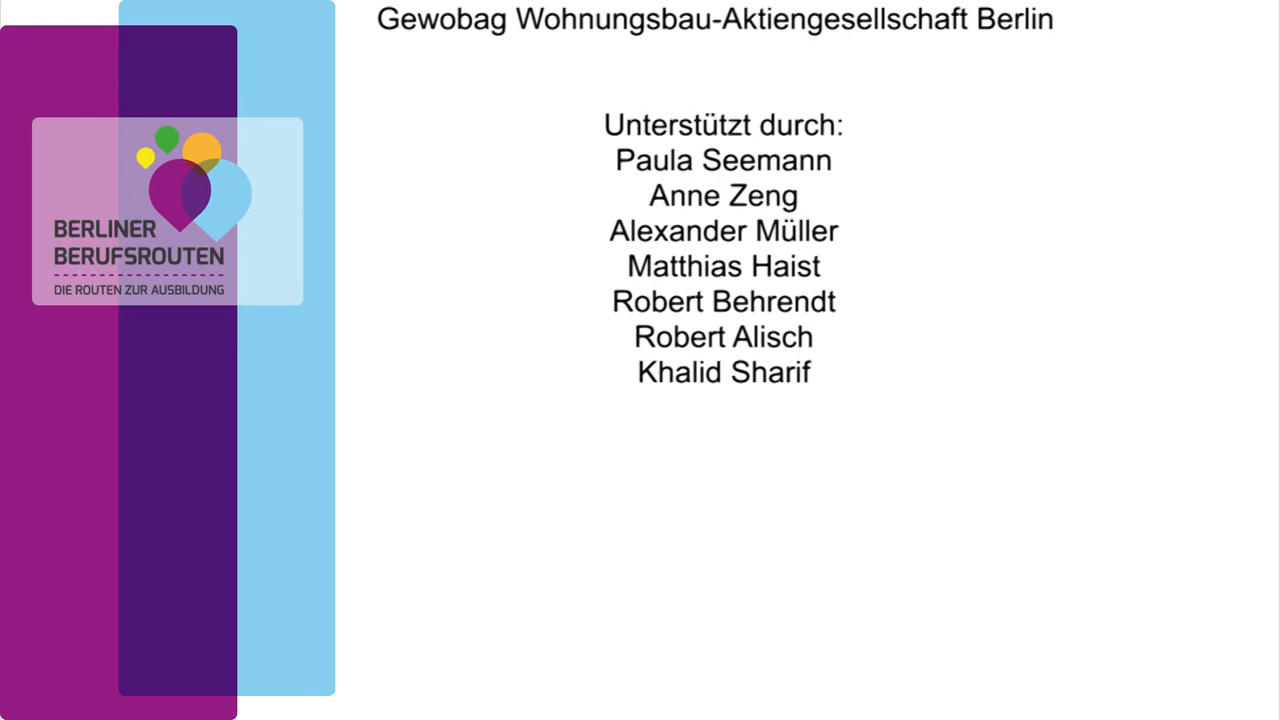 Gewobag Wohnungsbau-Aktiengesellschaft Berlin
Unterstützt durch:
Paula Seemann
Anne Zeng
Alexander Müller
Matthias Haist
Robert Behrendt
Robert Alisch
Khalid Sharif
BERLINER
BERUFSROUTEN
DIE ROUTEN ZUR AUSBILDUNG